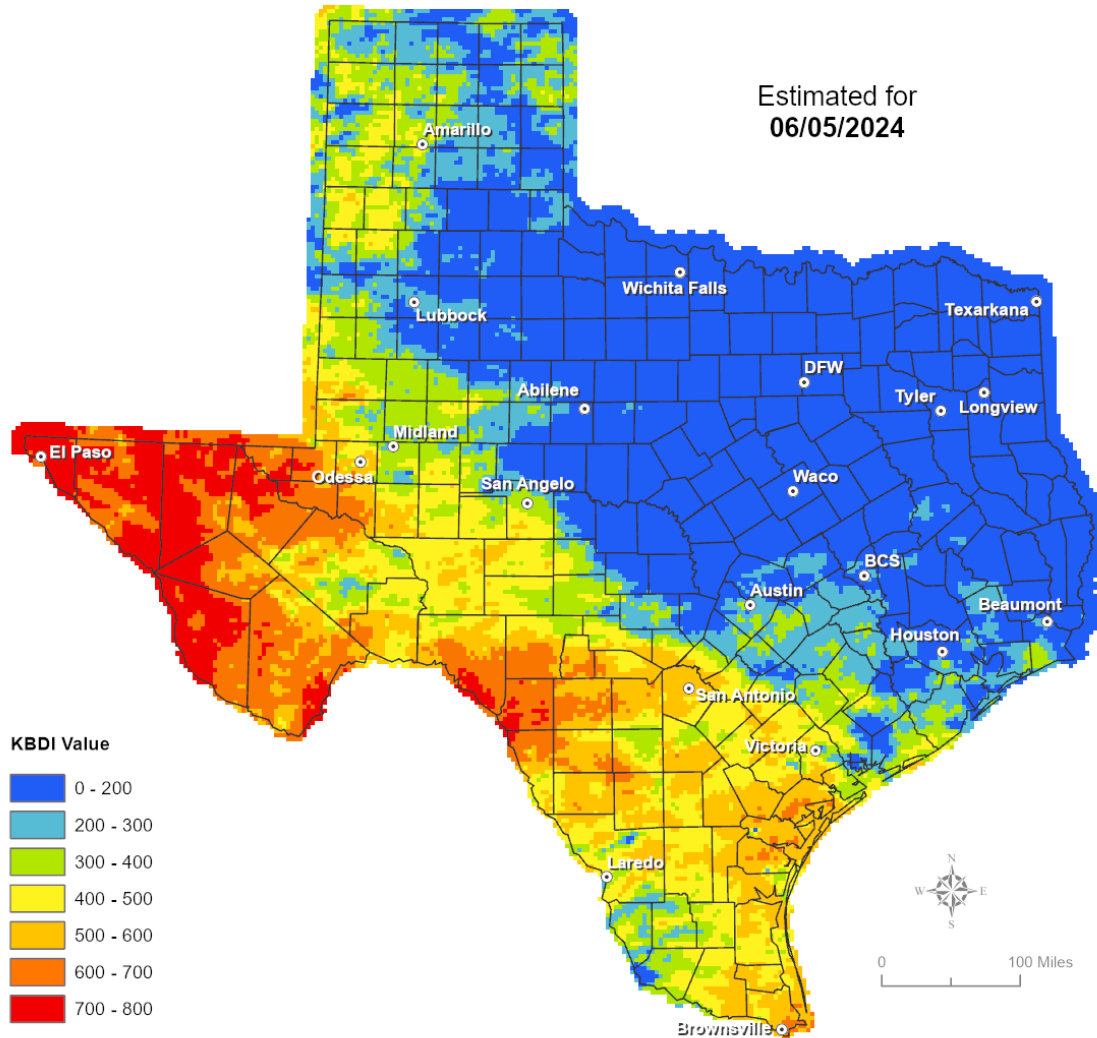 Estimated for
06/05/2024
Amarillo
Wichita Falls
Lubbock
Texarkana
DFW
Abilene
Tyler
Longview
Midland
El Paso
Odessa
San Angelo
Waco
BCS
Austin
Beaumont
Houston
San Antonio
Victoria
KBDI Value
0 - 200
200 - 300
300 - 400
400 - 500
500 - 600
600 - 700
700 - 800
Laredo
N
W E
S
0 100 Miles
Brownsville